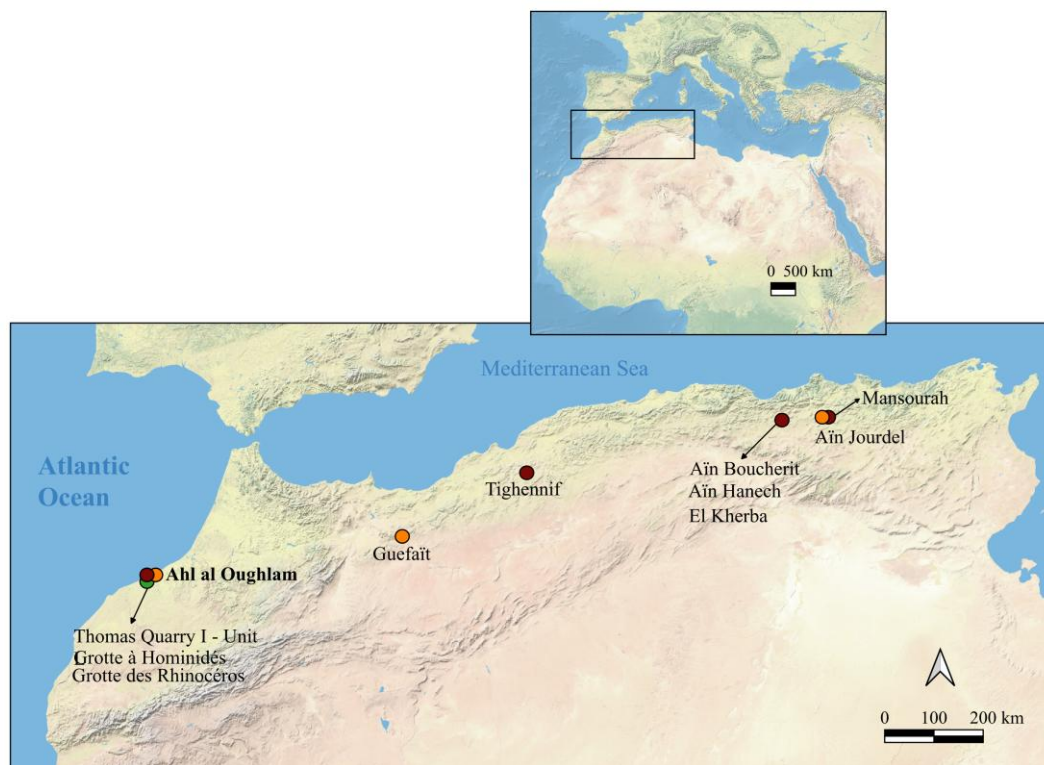 0 500 km
Mediterranean Sea
Mansourah
Aïn Jourdel
Atlantic
Ocean
Aïn Boucherit
Aïn Hanech
El Kherba
Tighennif
Guefaït
Ahl al Oughlam
Thomas Quarry I - Unit
L
Grotte à Hominidés
Grotte des Rhinocéros
0 100 200 km